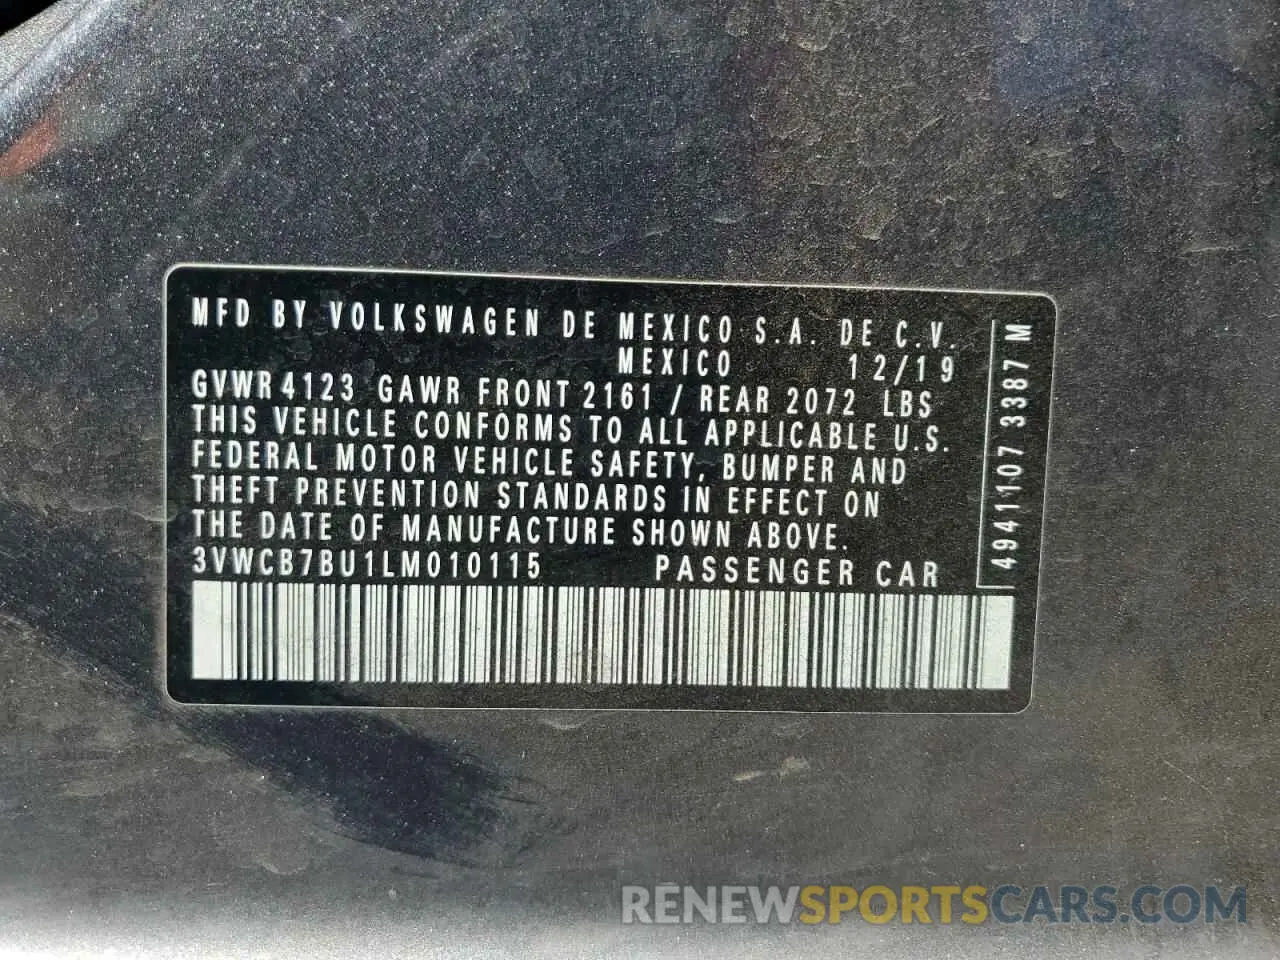 MFD BY VOLKSWAGEN DE MEXICO S.A. DE C.V.
MEXICO 12/19
GVWR 4123 GAWR FRONT 2161 / REAR 2072 LBS
THIS VEHICLE CONFORMS TO ALL APPLICABLE U.S.
FEDERAL MOTOR VEHICLE SAFETY, BUMPER AND
THEFT PREVENTION STANDARDS IN EFFECT ON
THE DATE OF MANUFACTURE SHOWN ABOVE.
3VWCB7BU1LM010115 PASSENGER CAR
4941107 3387 M
RENEWSPORTSCARS.COM